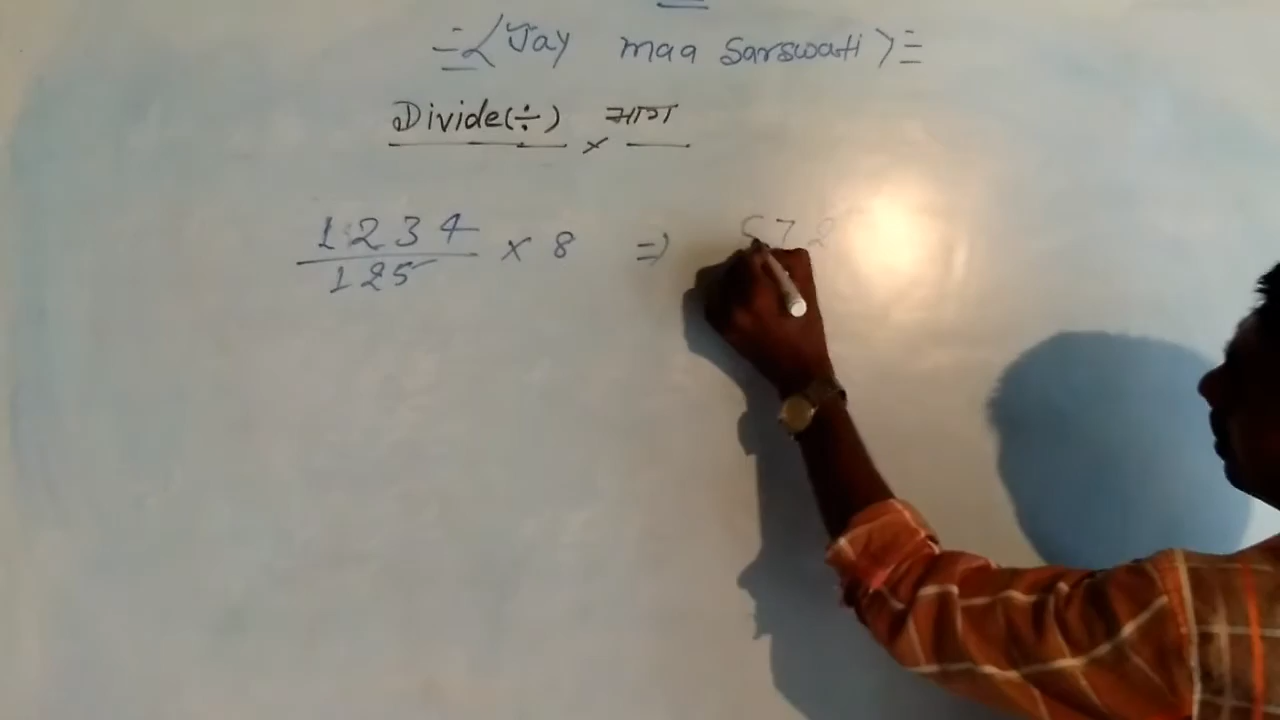 =< Jay maa Sarswati >=
Divide(÷) × भाग
1234
125 × 8 ⇒